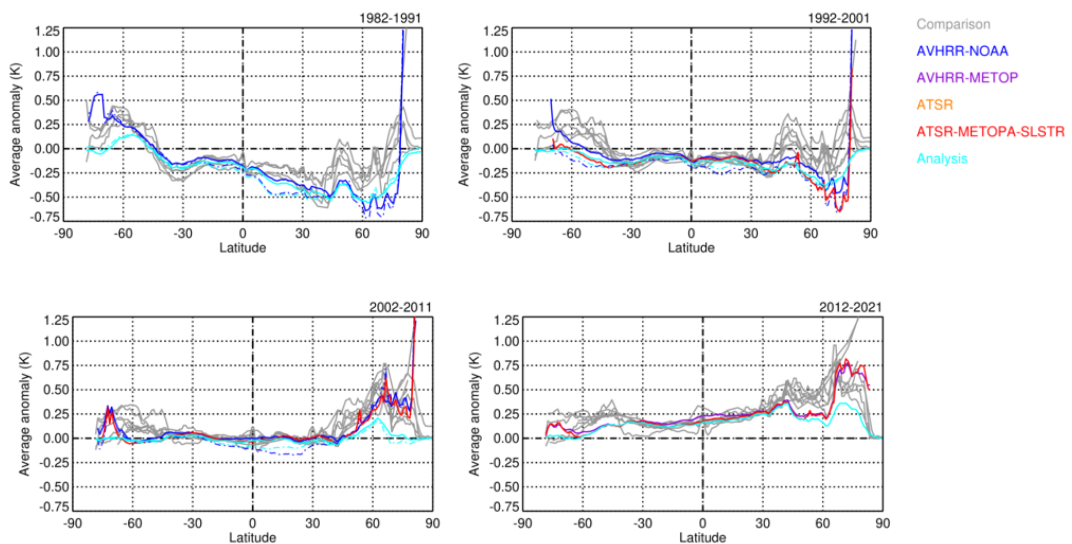 1982-1991
1.25
1.00
0.75
0.50
0.25
0.00
-0.25
-0.50
-0.75
Average anomaly (K)
-90 -60 -30 0 30 60 90
Latitude
1992-2001
1.25
1.00
0.75
0.50
0.25
0.00
-0.25
-0.50
-0.75
Average anomaly (K)
-90 -60 -30 0 30 60 90
Latitude
Comparison
AVHRR-NOAA
AVHRR-METOP
ATSR
ATSR-METOPA-SLSTR
Analysis
2002-2011
1.25
1.00
0.75
0.50
0.25
0.00
-0.25
-0.50
-0.75
Average anomaly (K)
-90 -60 -30 0 30 60 90
Latitude
2012-2021
1.25
1.00
0.75
0.50
0.25
0.00
-0.25
-0.50
-0.75
Average anomaly (K)
-90 -60 -30 0 30 60 90
Latitude